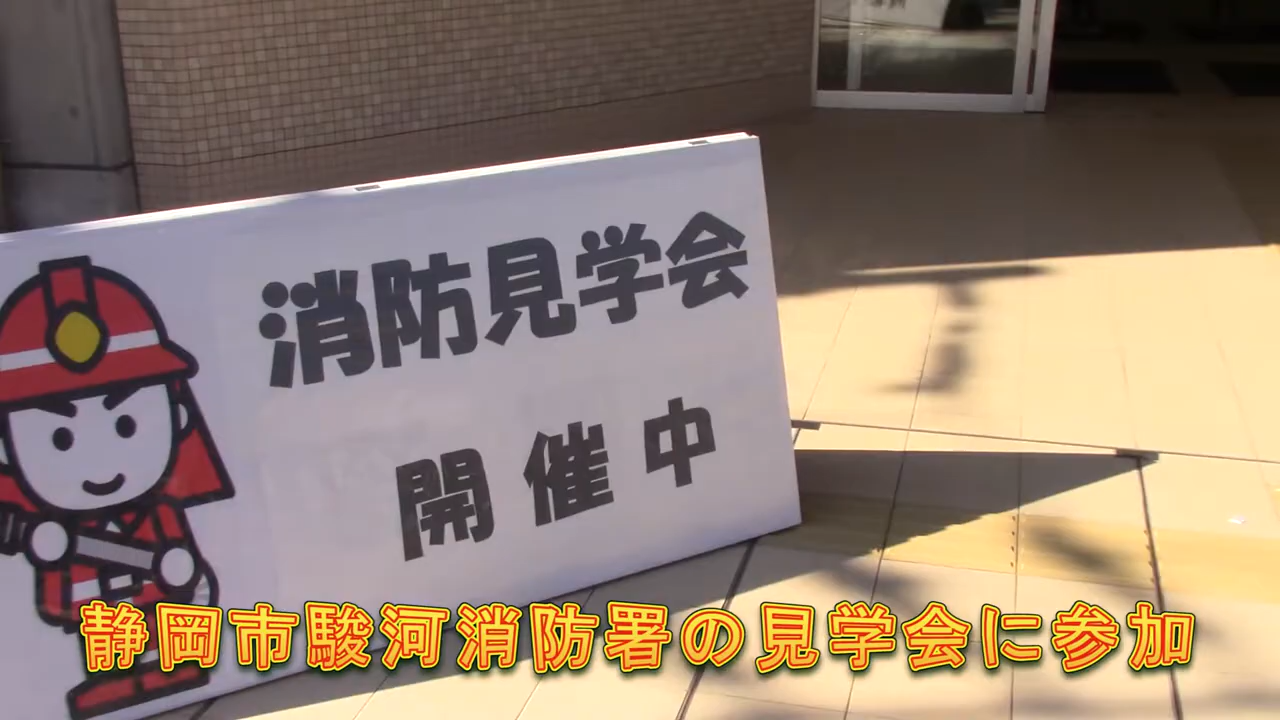 消防見学会
開催中
静岡市駿河消防署の見学会に参加